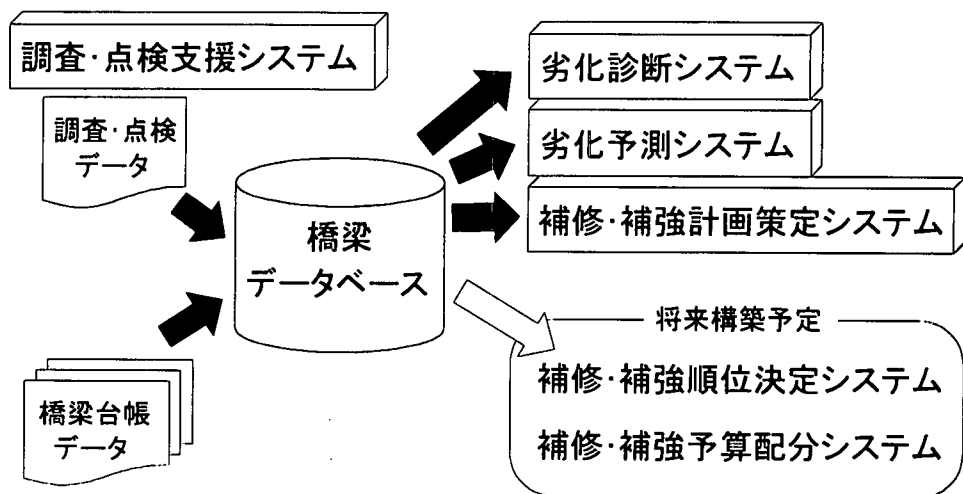 調査・点検支援システム
調査・点検
データ
橋梁台帳
データ
橋梁
データベース
劣化診断システム
劣化予測システム
補修・補強計画策定システム
将来構築予定
補修・補強順位決定システム
補修・補強予算配分システム